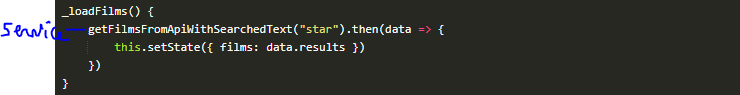 _loadFilms() {
Service getFilmsFromApiWithSearchedText("star").then(data => {
this.setState({ films: data.results })
})
}